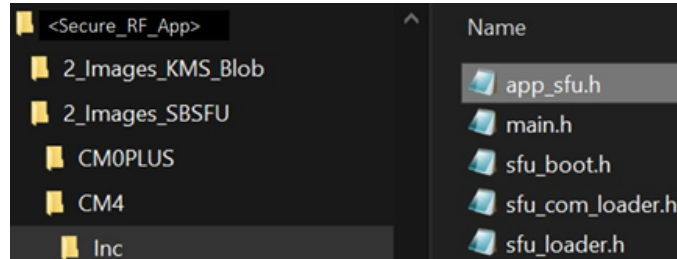 <Secure_RF_App>
2_Images_KMS_Blob
2_Images_SBSFU
CM0PLUS
CM4
Inc
Name
app_sfu.h
main.h
sfu_boot.h
sfu_com_loader.h
sfu_loader.h